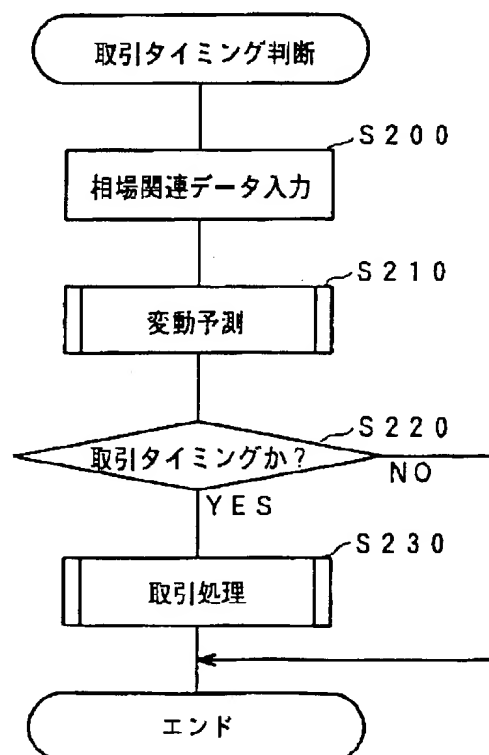 取引タイミング判断
S200
相場関連データ入力
S210
変動予測
S220
取引タイミングか?
NO
YES
S230
取引処理
エンド